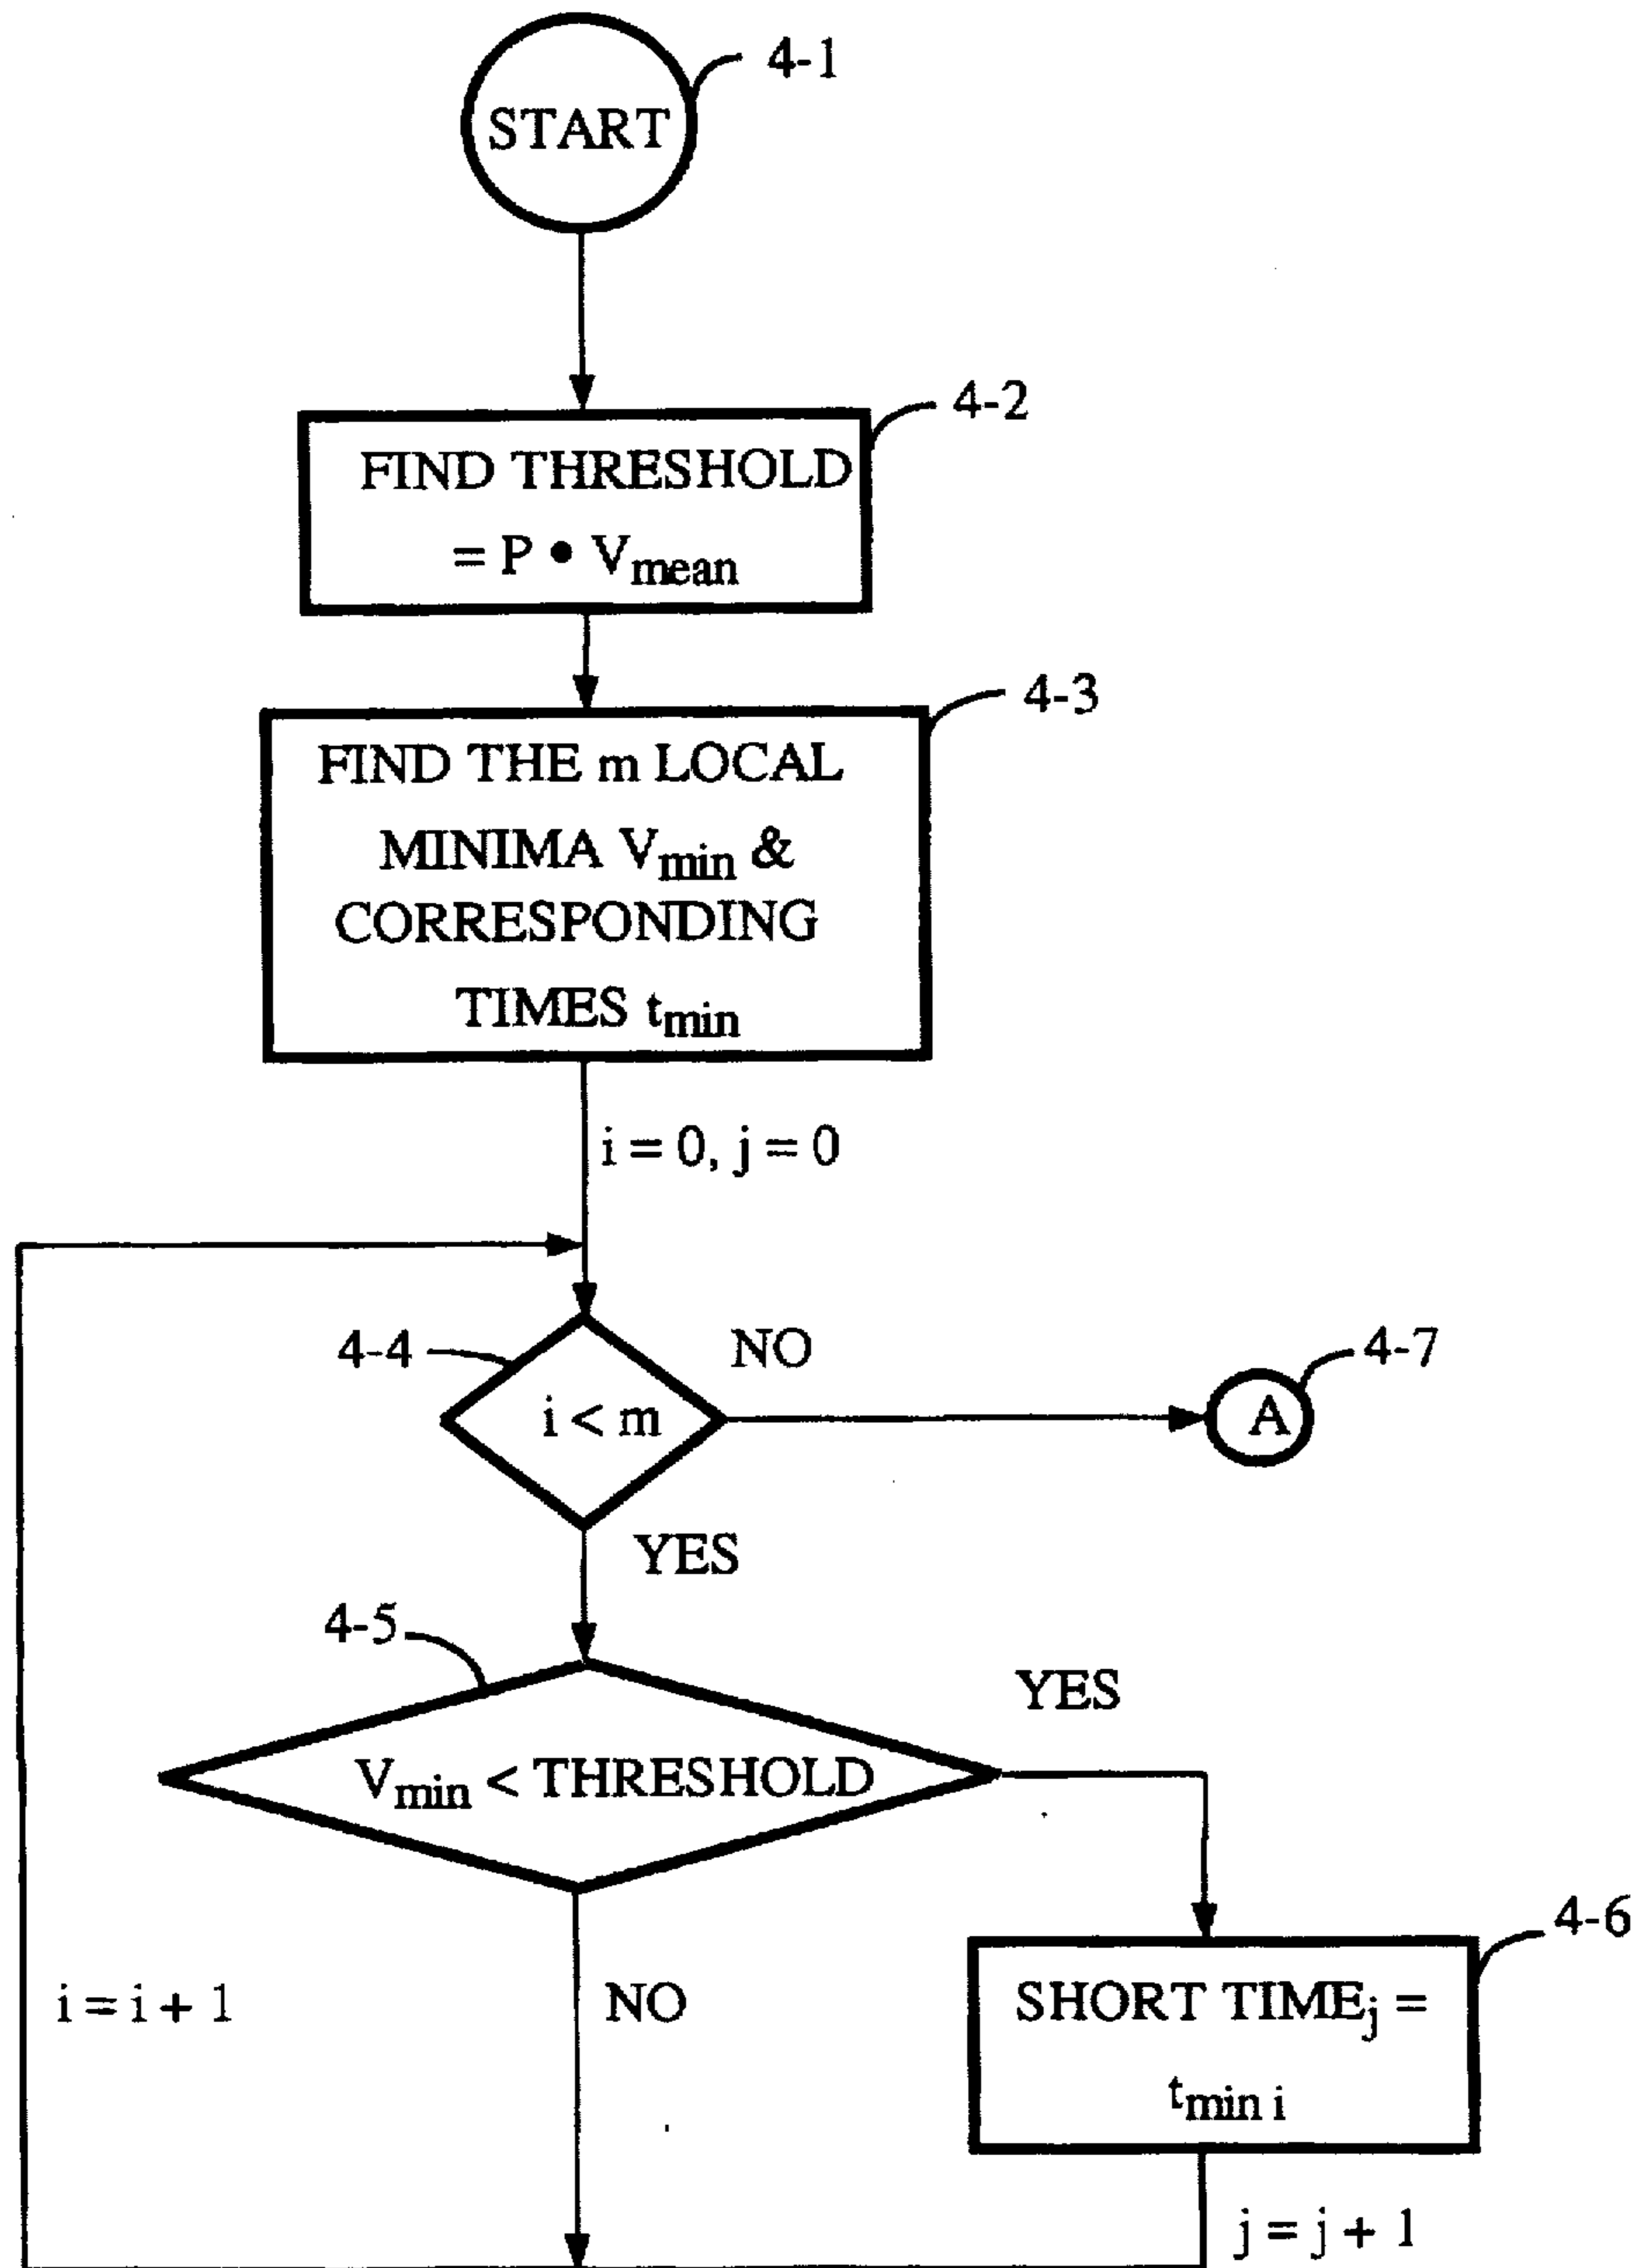 4-1
START
4-2
FIND THRESHOLD
= P • Vmean
4-3
FIND THE m LOCAL
MINIMA Vmin &
CORRESPONDING
TIMES tmin
i = 0, j = 0
4-4
NO
4-7
i < m
A
YES
4-5
YES
Vmin < THRESHOLD
4-6
i = i + 1
NO
SHORT TIMEj =
tmin i
j = j + 1